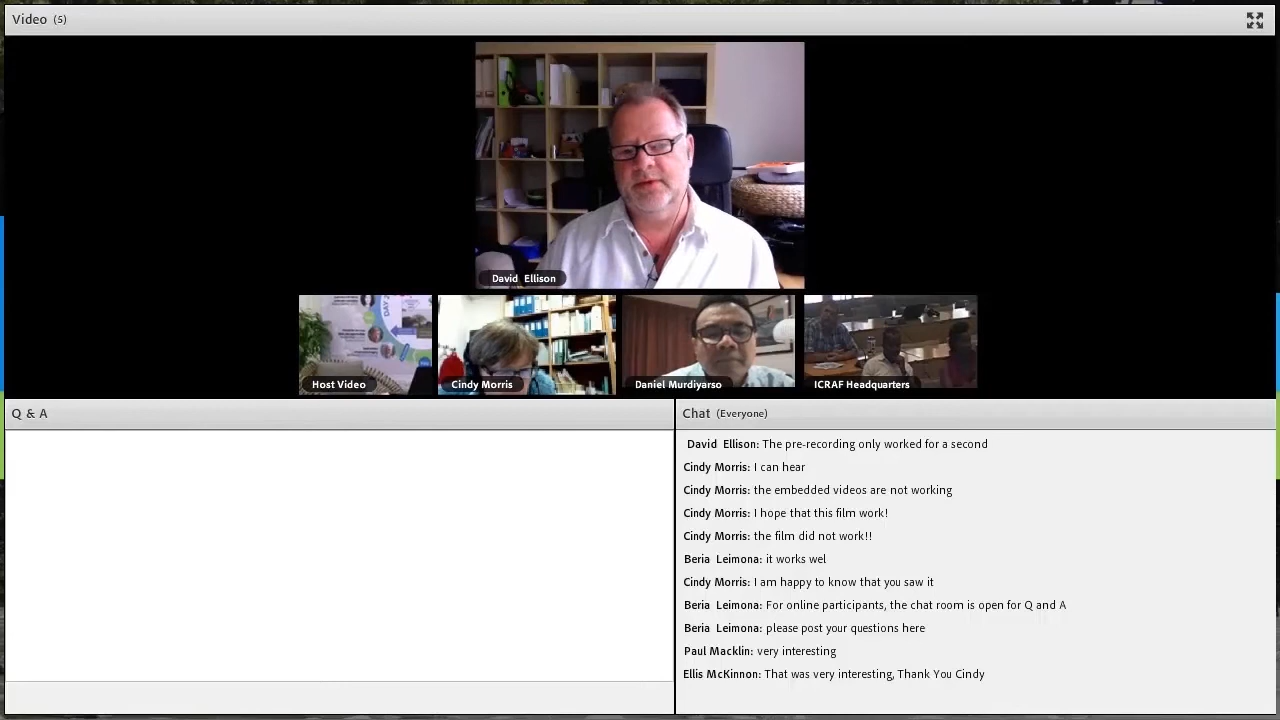 Video (5)
David Ellison
DAY 2
Host Video
Cindy Morris
Daniel Murdiyarso
ICRAF Headquarters
Q & A
Chat (Everyone)
David Ellison: The pre-recording only worked for a second
Cindy Morris: I can hear
Cindy Morris: the embedded videos are not working
Cindy Morris: I hope that this film work!
Cindy Morris: the film did not work!!
Beria Leimona: it works wel
Cindy Morris: I am happy to know that you saw it
Beria Leimona: For online participants, the chat room is open for Q and A
Beria Leimona: please post your questions here
Paul Macklin: very interesting
Ellis McKinnon: That was very interesting, Thank You Cindy